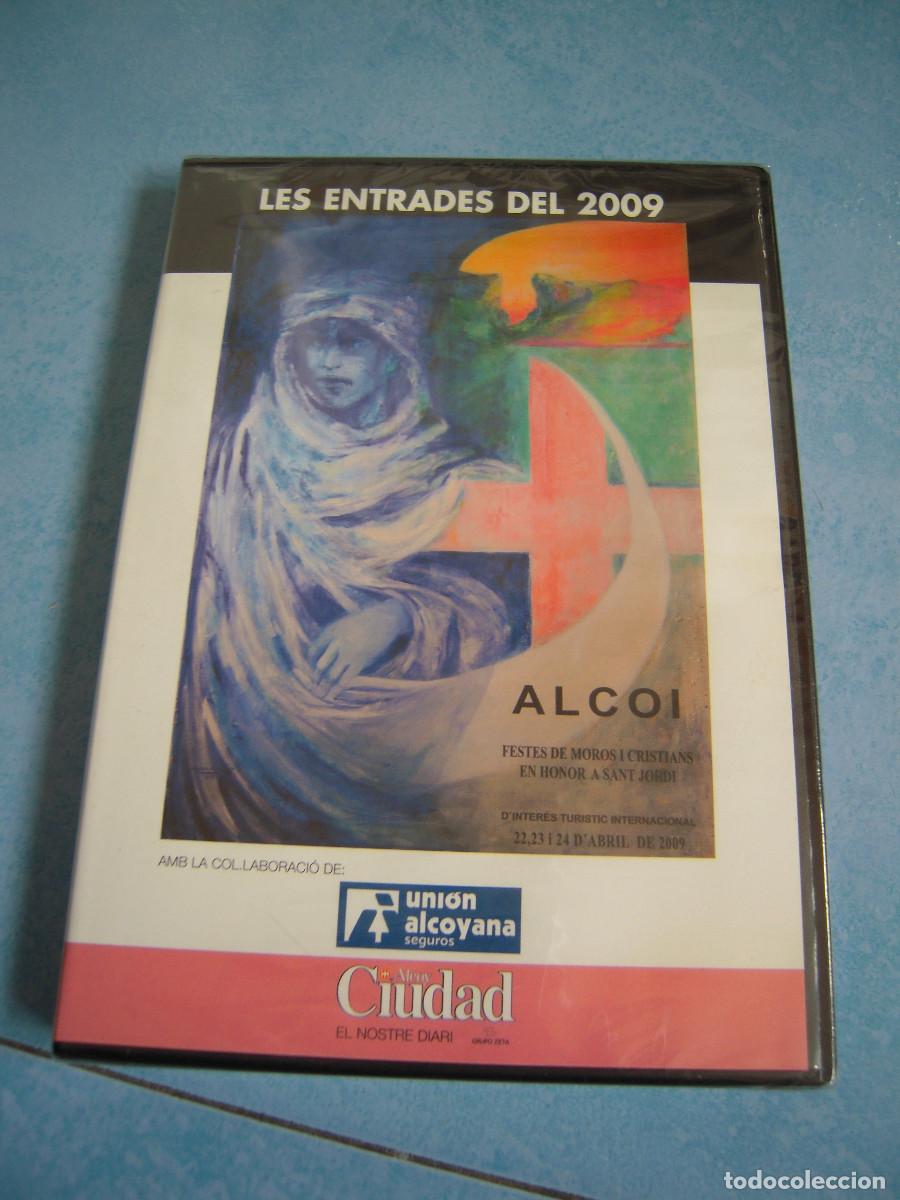 LES ENTRADES DEL 2009
ALCOI
FESTES DE MOROS I CRISTIANS
EN HONOR A SANT JORDI
D'INTERÉS TURISTIC INTERNACIONAL
22,23 i 24 D'ABRIL DE 2009
AMB LA COL.LABORACIÓ DE:
unión
alcoyana
seguros
Alcoy
Ciudad
EL NOSTRE DIARI
GRUPO ZETA
todocoleccion